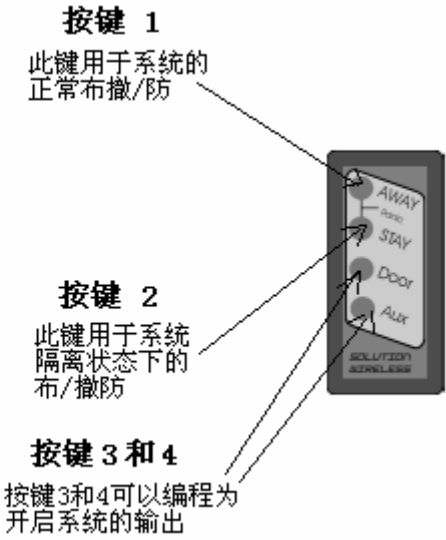 按键 1
此键用于系统的
正常布撤/防
AWAY
Panic
STAY
Door
Aux
按键 2
此键用于系统
隔离状态下的
布/撤防
SOLUTION
WIRELESS
按键 3 和 4
按键3和4可以编程为
开启系统的输出